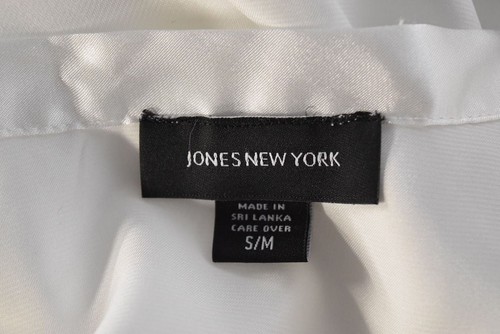 JONES NEW YORK
MADE IN
SRI LANKA
CARE OVER
S/M